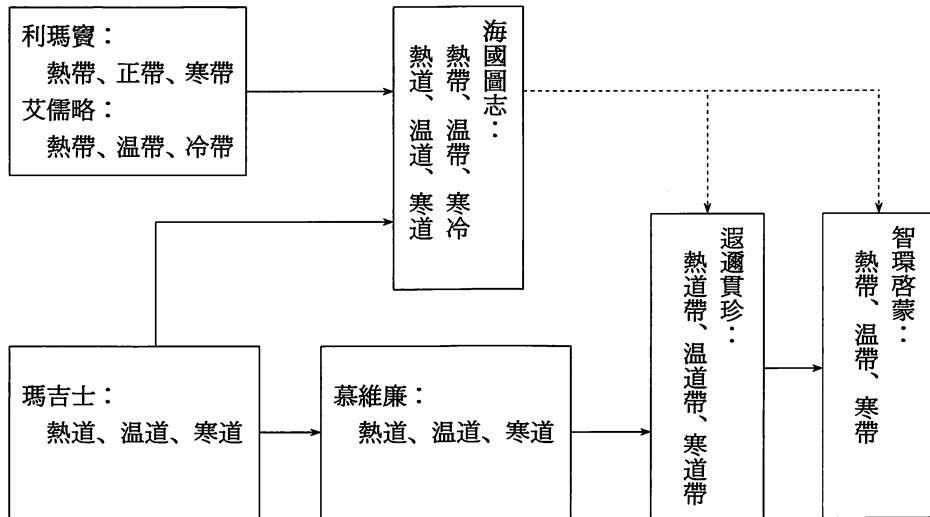 利瑪竇：
熱帶、正帶、寒帶
艾儒略：
熱帶、温帶、冷帶
海國圖志：
熱帶、温帶、寒冷
熱道、温道、寒道
瑪吉士：
熱道、温道、寒道
慕維廉：
熱道、温道、寒道
遐邇貫珍：
熱道帶、温道帶、寒道帶
智環啓蒙：
熱帶、温帶、寒帶